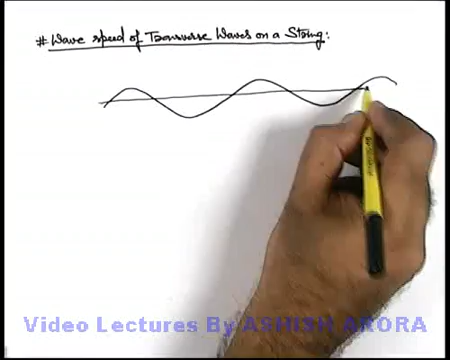 # Wave speed of Transverse Waves on a String:
Video Lectures By ASHISH ARORA